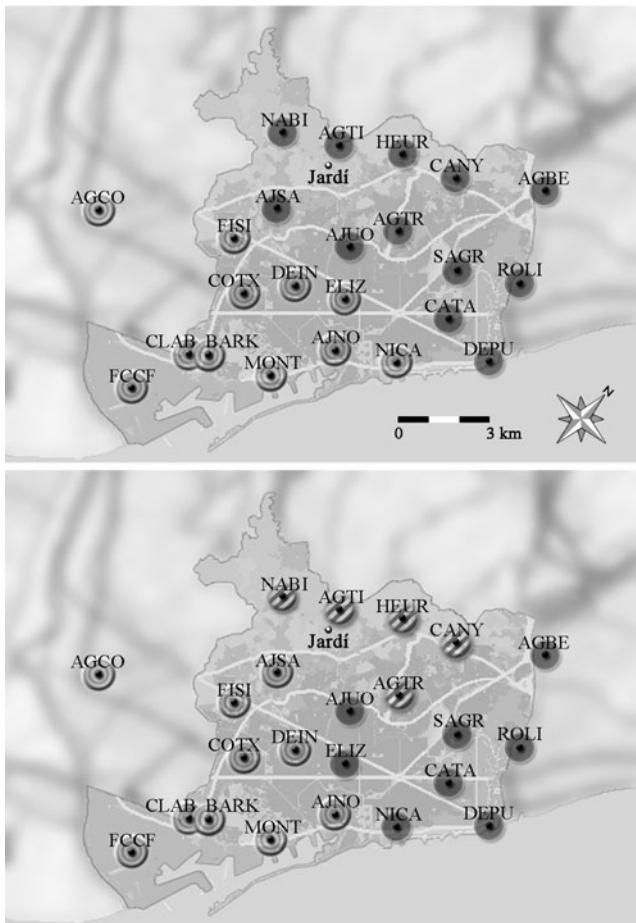 NABI
AGTI
HEUR
Jardí
CANY
AGCO
AGBE
AJSA
AGTR
FISI
AJUO
SAGR
ROLI
COTX
DEIN
ELIZ
CATA
CLAB BARK
AJNO
MONT
NICA
DEPU
FCCF
N
0 3 km
NABI
AGTI
HEUR
Jardí
CANY
AGCO
AJSA
AGBE
AGTR
FISI
AJUO
SAGR
ROLI
COTX
DEIN
ELIZ
CATA
CLAB BARK
AJNO
MONT
NICA
DEPU
FCCF